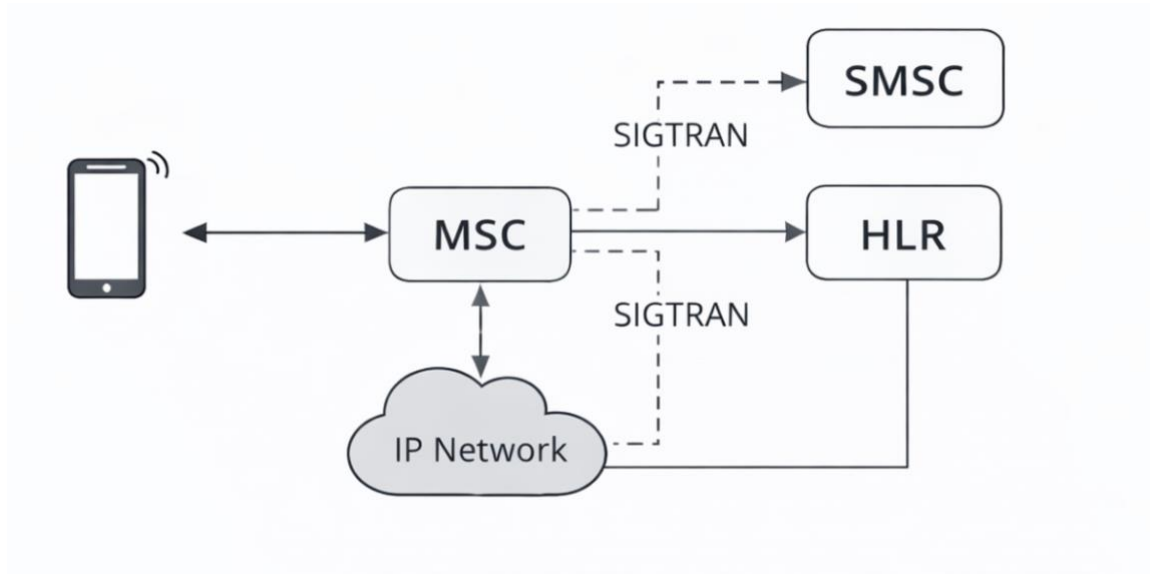 SMSC
SIGTRAN
MSC
HLR
SIGTRAN
IP Network